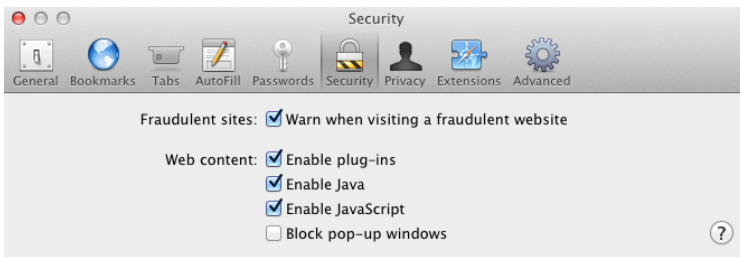 Security
General Bookmarks Tabs AutoFill Passwords Security Privacy Extensions Advanced
Fraudulent sites: Warn when visiting a fraudulent website
Web content: Enable plug-ins
Enable Java
Enable JavaScript
Block pop-up windows
?